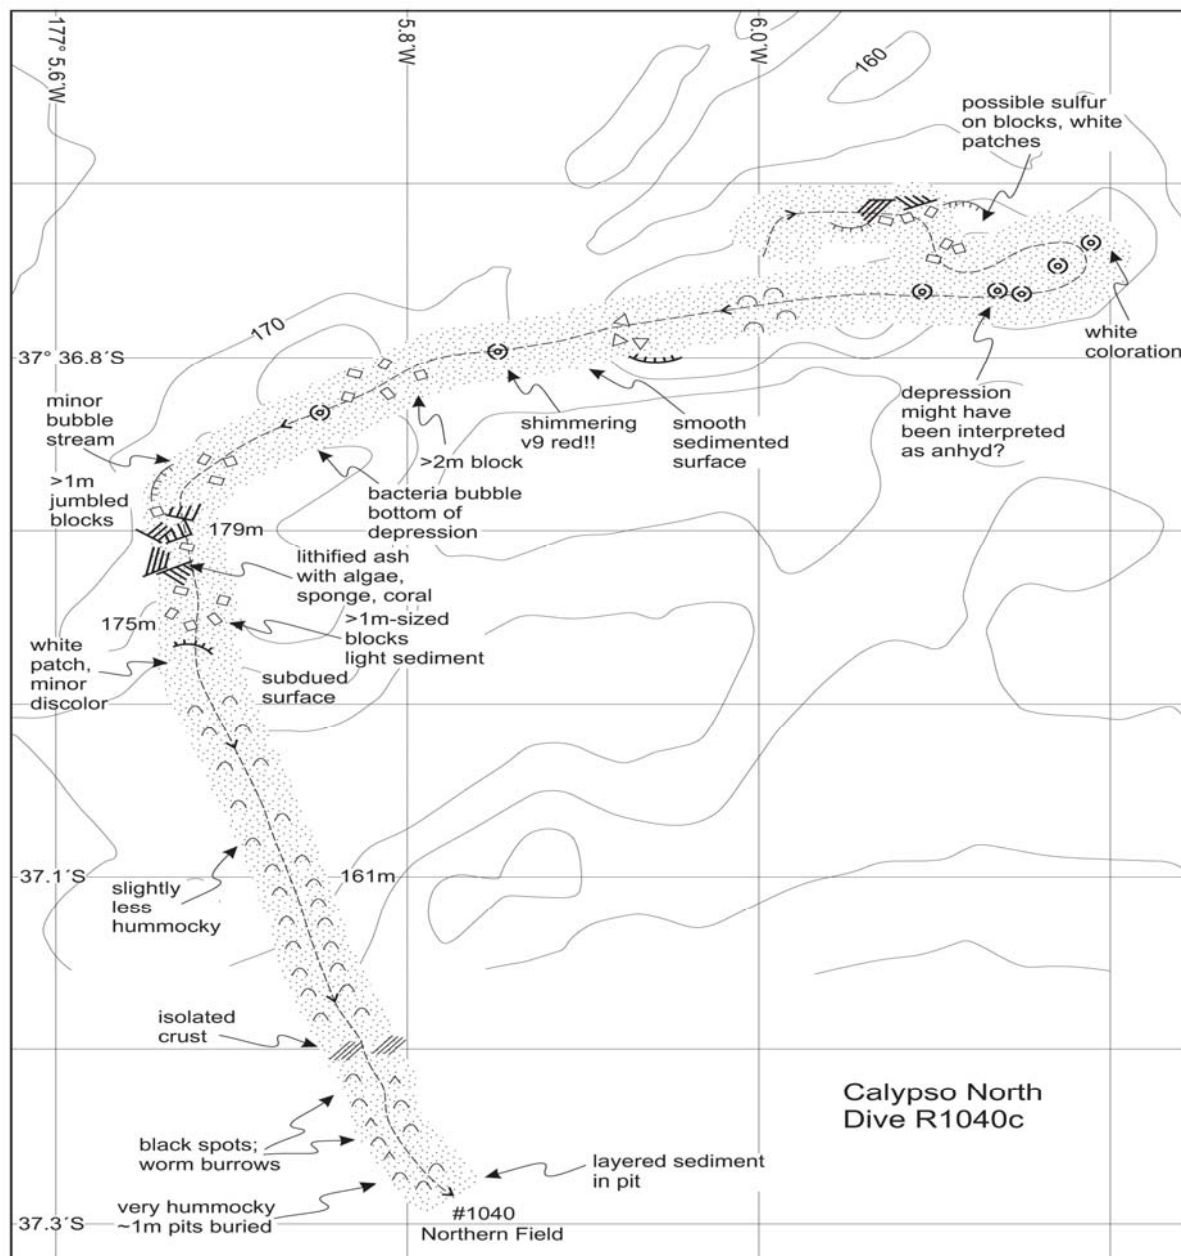 177° 5.6´W
5.8´W
6.0´W
160
possible sulfur
on blocks, white
patches
170
37° 36.8´S
white
coloration
minor
bubble
stream
>1m
jumbled
blocks
shimmering
v9 red!!
smooth
sedimented
surface
depression
might have
been interpreted
as anhyd?
>2m block
bacteria bubble
bottom of
depression
179m
lithified ash
with algae,
sponge, coral
175m
>1m-sized
blocks
light sediment
white
patch,
minor
discolor
subdued
surface
37.1´S
161m
slightly
less
hummocky
isolated
crust
Calypso North
Dive R1040c
black spots;
worm burrows
layered sediment
in pit
very hummocky
~1m pits buried
#1040
Northern Field
37.3´S